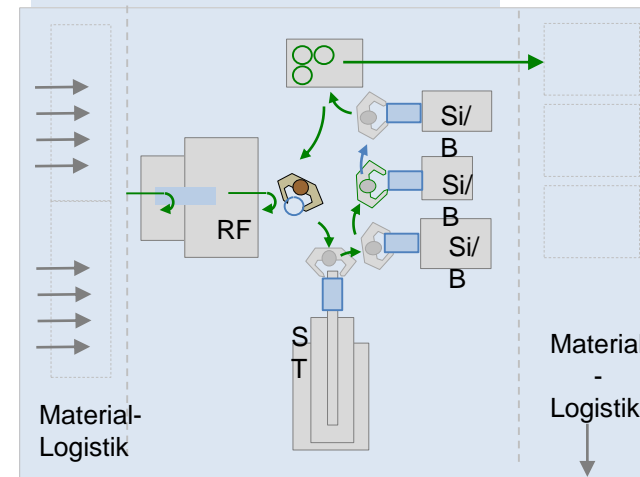 Si/
B
Si/
B
RF
Si/
B
S
T
Material
-
Logistik
Material-
Logistik